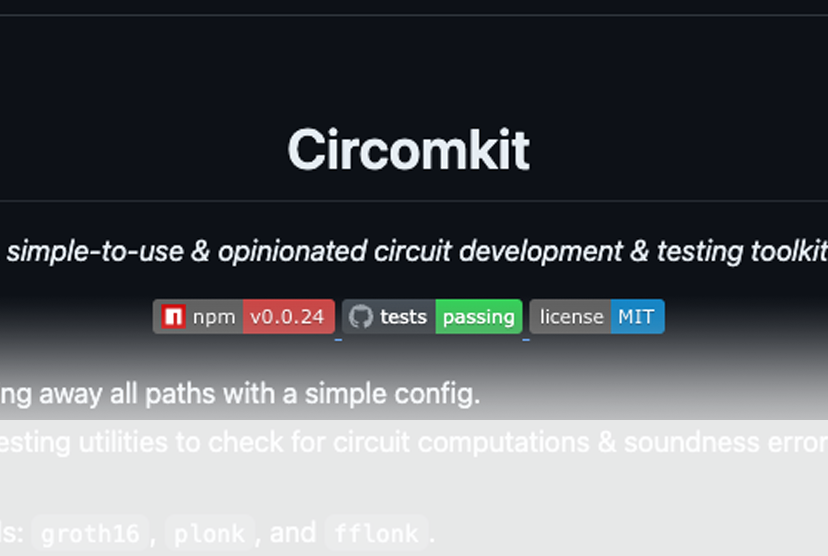 Circomkit
simple-to-use & opinionated circuit development & testing toolkit
npm v0.0.24 tests passing license MIT
ng away all paths with a simple config.
esting utilities to check for circuit computations & soundness error
ls: groth16, plonk, and fflonk.